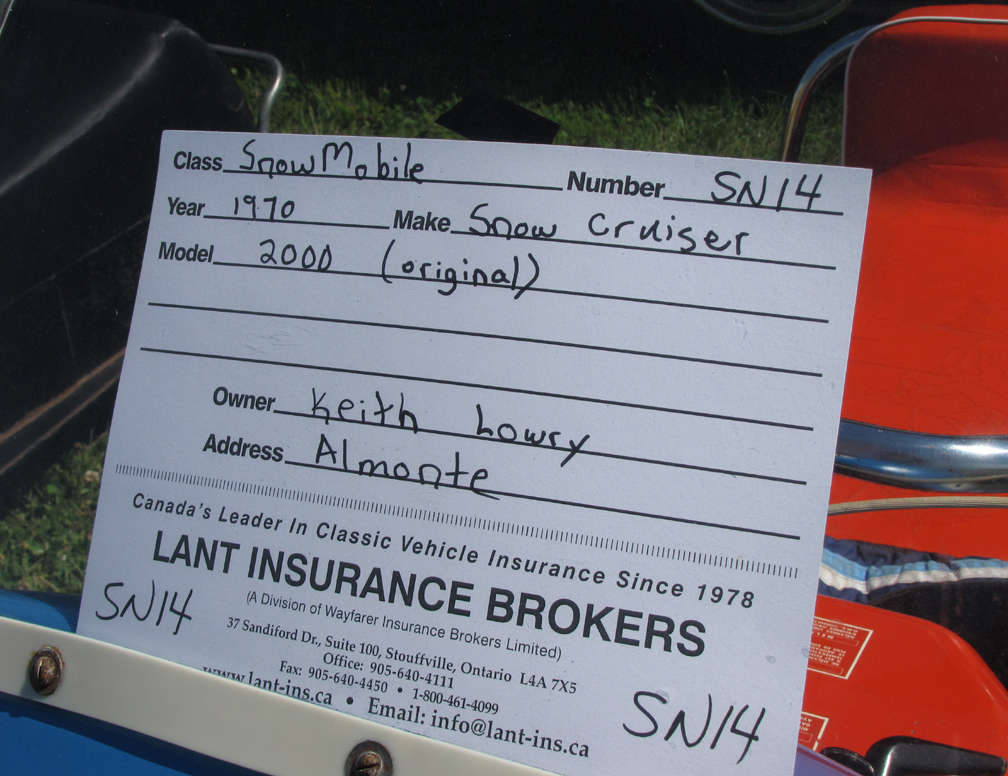 Class SnowMobile Number SN14
Year 1970 Make Snow Cruiser
Model 2000 (original)
Owner Keith Lowry
Address Almonte
Canada's Leader In Classic Vehicle Insurance Since 1978
LANT INSURANCE BROKERS
(A Division of Wayfarer Insurance Brokers Limited)
SN14
37 Sandiford Dr., Suite 100, Stouffville, Ontario L4A 7X5
Office: 905-640-4111
Fax: 905-640-4450 • 1-800-461-4099
www.lant-ins.ca • Email: info@lant-ins.ca
SN14